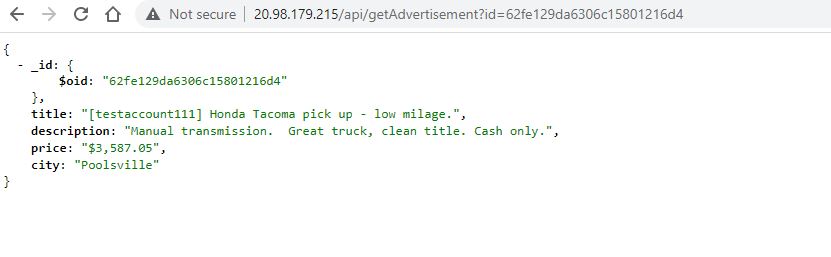 Not secure | 20.98.179.215/api/getAdvertisement?id=62fe129da6306c15801216d4
{
- _id: {
$oid: "62fe129da6306c15801216d4"
},
title: "[testaccount111] Honda Tacoma pick up - low milage.",
description: "Manual transmission.  Great truck, clean title. Cash only.",
price: "$3,587.05",
city: "Poolsville"
}